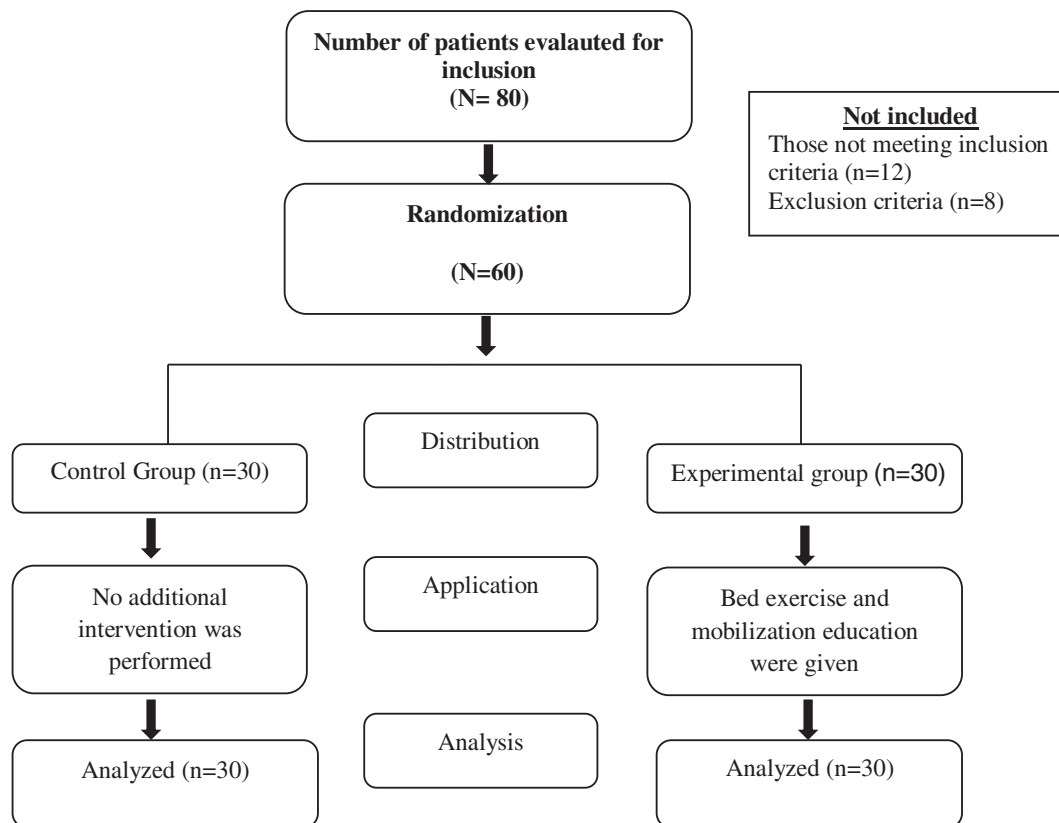 Number of patients evalauted for
inclusion
(N= 80)
Not included
Those not meeting inclusion
criteria (n=12)
Exclusion criteria (n=8)
Randomization
(N=60)
Distribution
Control Group (n=30)
Experimental group (n=30)
Application
No additional
intervention was
performed
Bed exercise and
mobilization education
were given
Analysis
Analyzed (n=30)
Analyzed (n=30)